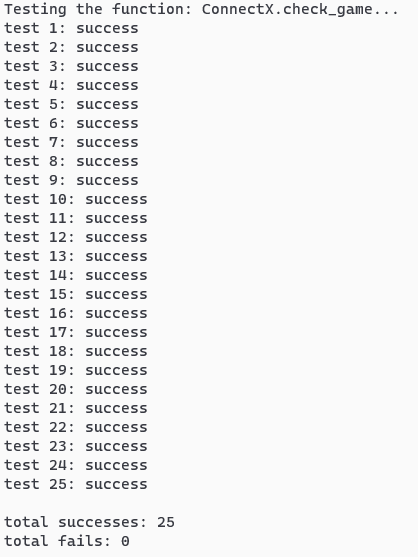 Testing the function: ConnectX.check_game...
test 1: success
test 2: success
test 3: success
test 4: success
test 5: success
test 6: success
test 7: success
test 8: success
test 9: success
test 10: success
test 11: success
test 12: success
test 13: success
test 14: success
test 15: success
test 16: success
test 17: success
test 18: success
test 19: success
test 20: success
test 21: success
test 22: success
test 23: success
test 24: success
test 25: success

total successes: 25
total fails: 0